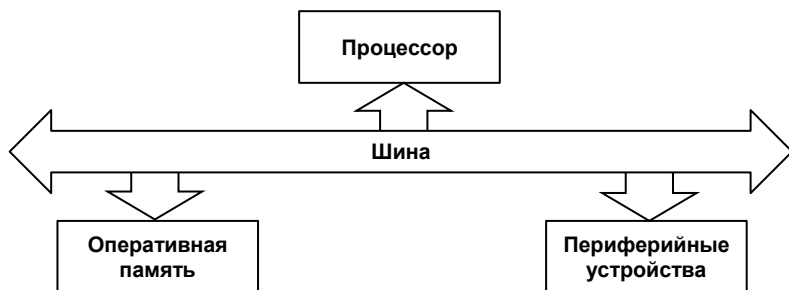 Процессор
Шина
Оперативная
память
Периферийные
устройства